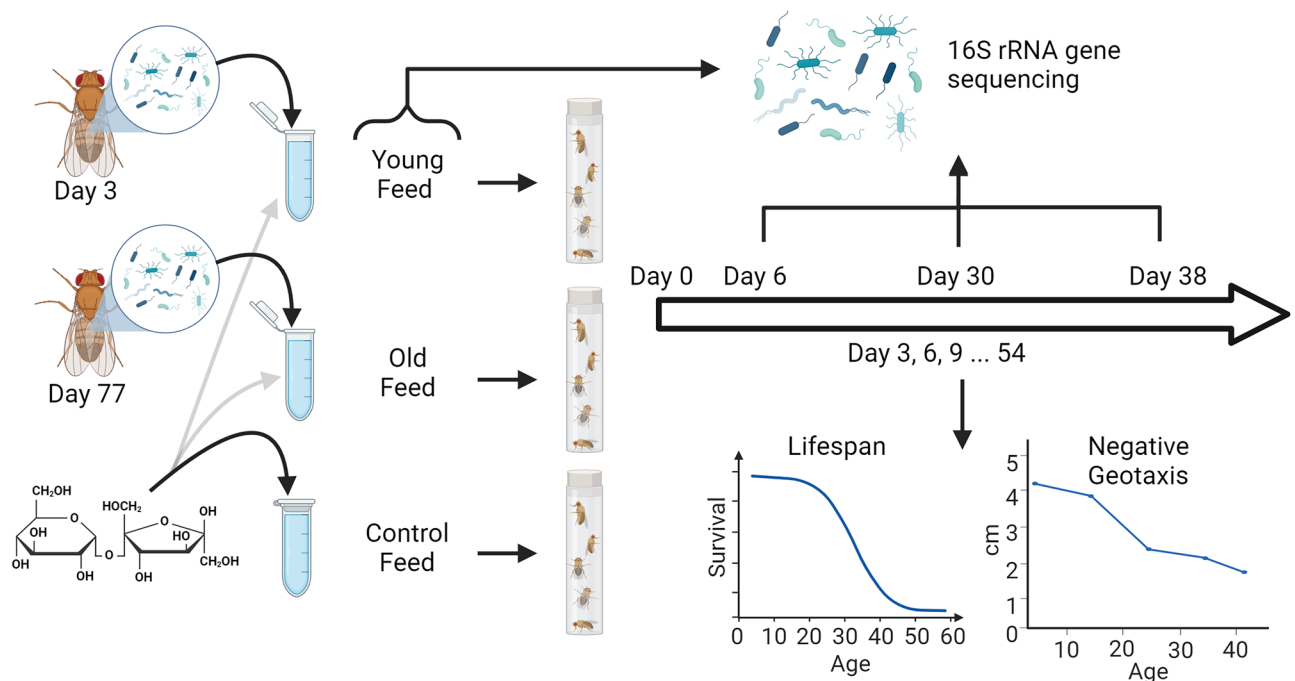 Day 3
Day 77
CH₂OH
O
OH
OH
OH
O
HOCH₂
O
OH
HO
CH₂OH
OH
Young
Feed
Old
Feed
Control
Feed
16S rRNA gene
sequencing
Day 0
Day 6
Day 30
Day 38
Day 3, 6, 9 ... 54
Lifespan
Survival
0 10 20 30 40 50 60
Age
Negative
Geotaxis
5
4
3
2
1
0
cm
10 20 30 40
Age